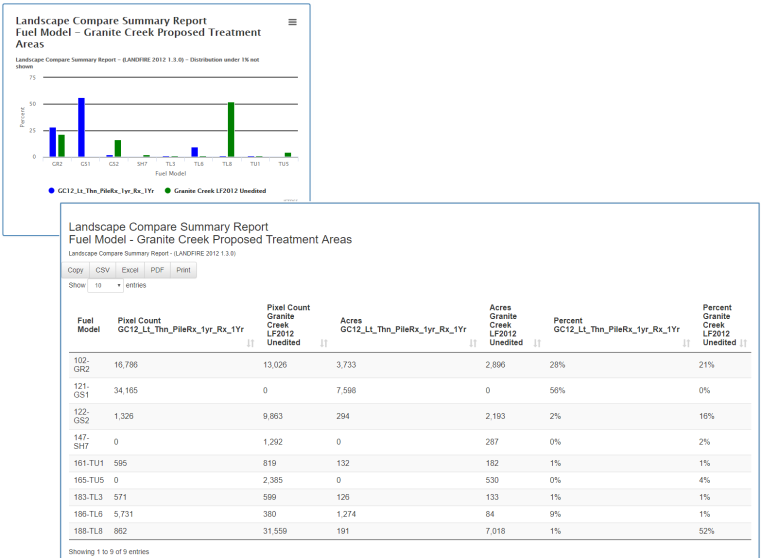 Landscape Compare Summary Report
Fuel Model – Granite Creek Proposed Treatment
Areas
Landscape Compare Summary Report - (LANDFIRE 2012 1.3.0) - Distribution under 1% not
shown
75
50
25
0
Percent
GR2 GS1 GS2 SH7 TL3 TL6 TL8 TU1 TU5
Fuel Model
GC12_Lt_Thn_PileRx_1yr_Rx_1Yr Granite Creek LF2012 Unedited
Landscape Compare Summary Report
Fuel Model - Granite Creek Proposed Treatment Areas
Landscape Compare Summary Report - (LANDFIRE 2012 1.3.0)
Copy CSV Excel PDF Print
Show 10 entries
Fuel
Model
Pixel Count
GC12_Lt_Thn_PileRx_1yr_Rx_1Yr
Pixel Count
Granite
Creek
LF2012
Unedited
Acres
GC12_Lt_Thn_PileRx_1yr_Rx_1Yr
Acres
Granite
Creek
LF2012
Unedited
Percent
GC12_Lt_Thn_PileRx_1yr_Rx_1Yr
Percent
Granite
Creek
LF2012
Unedited
102-
GR2 16,786 13,026 3,733 2,896 28% 21%
121-
GS1 34,165 0 7,598 0 56% 0%
122-
GS2 1,326 9,863 294 2,193 2% 16%
147-
SH7 0 1,292 0 287 0% 2%
161-TU1 595 819 132 182 1% 1%
165-TU5 0 2,385 0 530 0% 4%
183-TL3 571 599 126 133 1% 1%
186-TL6 5,731 380 1,274 84 9% 1%
188-TL8 862 31,559 191 7,018 1% 52%
Showing 1 to 9 of 9 entries